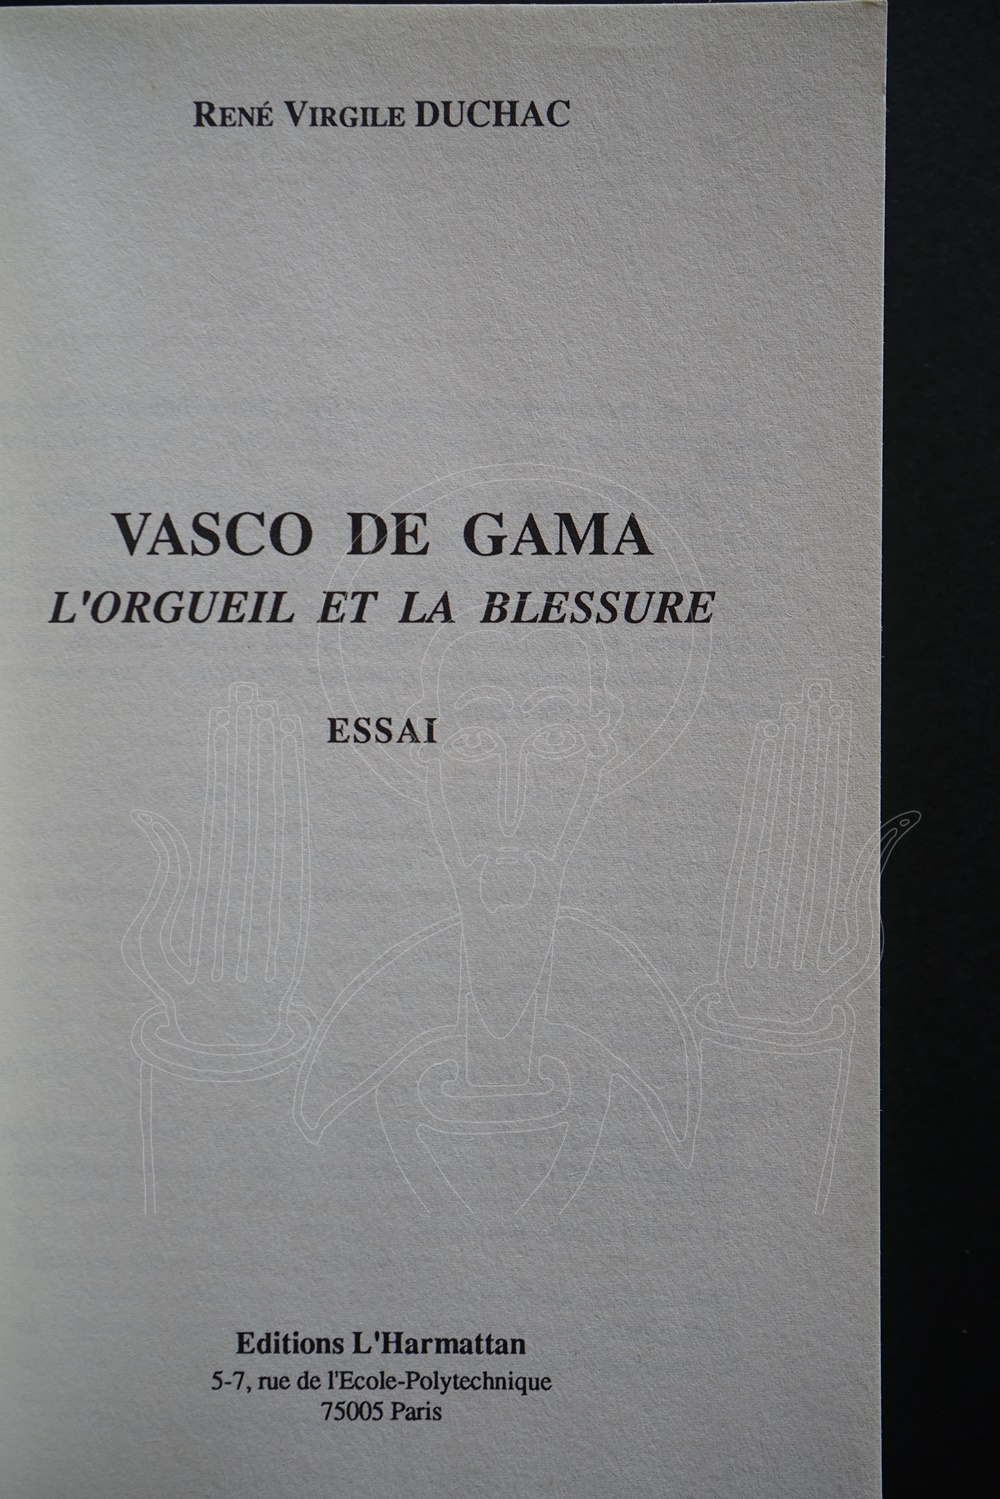 RENÉ VIRGILE DUCHAC
VASCO DE GAMA
L'ORGUEIL ET LA BLESSURE
ESSAI
Editions L'Harmattan
5-7, rue de l'Ecole-Polytechnique
75005 Paris